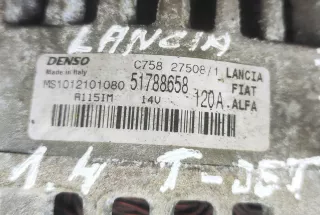 LANCIA
DENSO C758 27508/1 LANCIA
Made in Italy
MS1012101080 51788658 FIAT
A115IM 14V 120A ALFA
1.4 T-JET